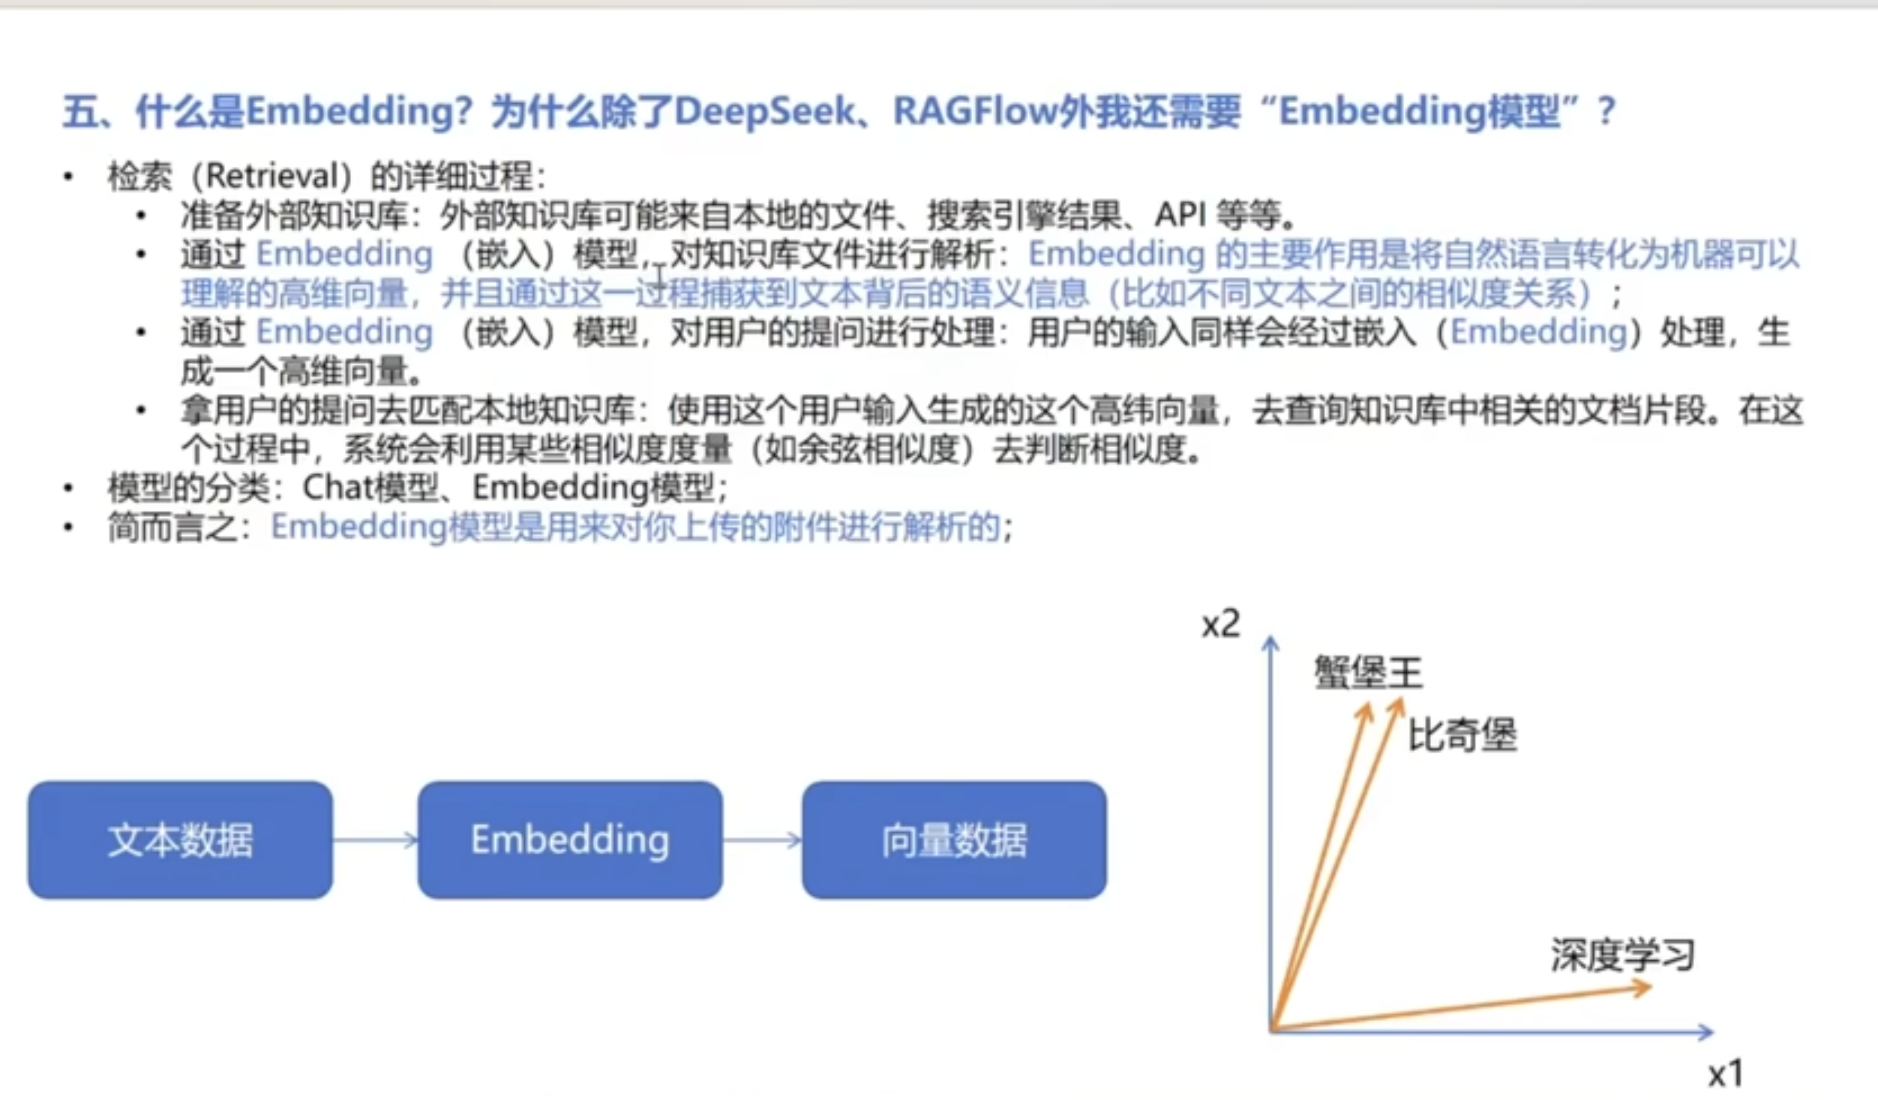 五、什么是Embedding？为什么除了DeepSeek、RAGFlow外我还需要“Embedding模型”？
• 检索（Retrieval）的详细过程：
• 准备外部知识库：外部知识库可能来自本地的文件、搜索引擎结果、API 等等。
• 通过 Embedding （嵌入）模型，对知识库文件进行解析：Embedding 的主要作用是将自然语言转化为机器可以
理解的高维向量，并且通过这一过程捕获到文本背后的语义信息（比如不同文本之间的相似度关系）；
• 通过 Embedding （嵌入）模型，对用户的提问进行处理：用户的输入同样会经过嵌入（Embedding）处理，生
成一个高维向量。
• 拿用户的提问去匹配本地知识库：使用这个用户输入生成的这个高纬向量，去查询知识库中相关的文档片段。在这
个过程中，系统会利用某些相似度度量（如余弦相似度）去判断相似度。
• 模型的分类：Chat模型、Embedding模型；
• 简而言之：Embedding模型是用来对你上传的附件进行解析的；
文本数据
Embedding
向量数据
x2
蟹堡王
比奇堡
深度学习
x1